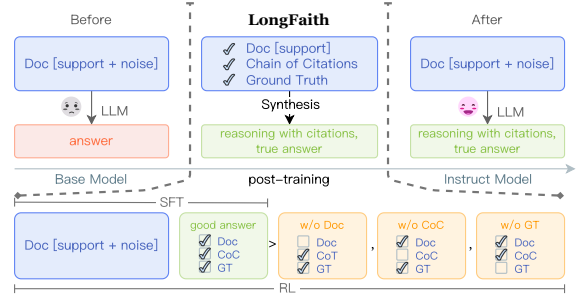 Before
LongFaith
After
Doc [support + noise]
Doc [support]
Chain of Citations
Ground Truth
Doc [support + noise]
LLM
Synthesis
LLM
answer
reasoning with citations,
true answer
reasoning with citations,
true answer
Base Model
post-training
Instruct Model
SFT
Doc [support + noise]
good answer
Doc
CoC
GT
>
w/o Doc
Doc
CoT
GT
,
w/o CoC
Doc
CoC
GT
,
w/o GT
Doc
CoT
GT
RL